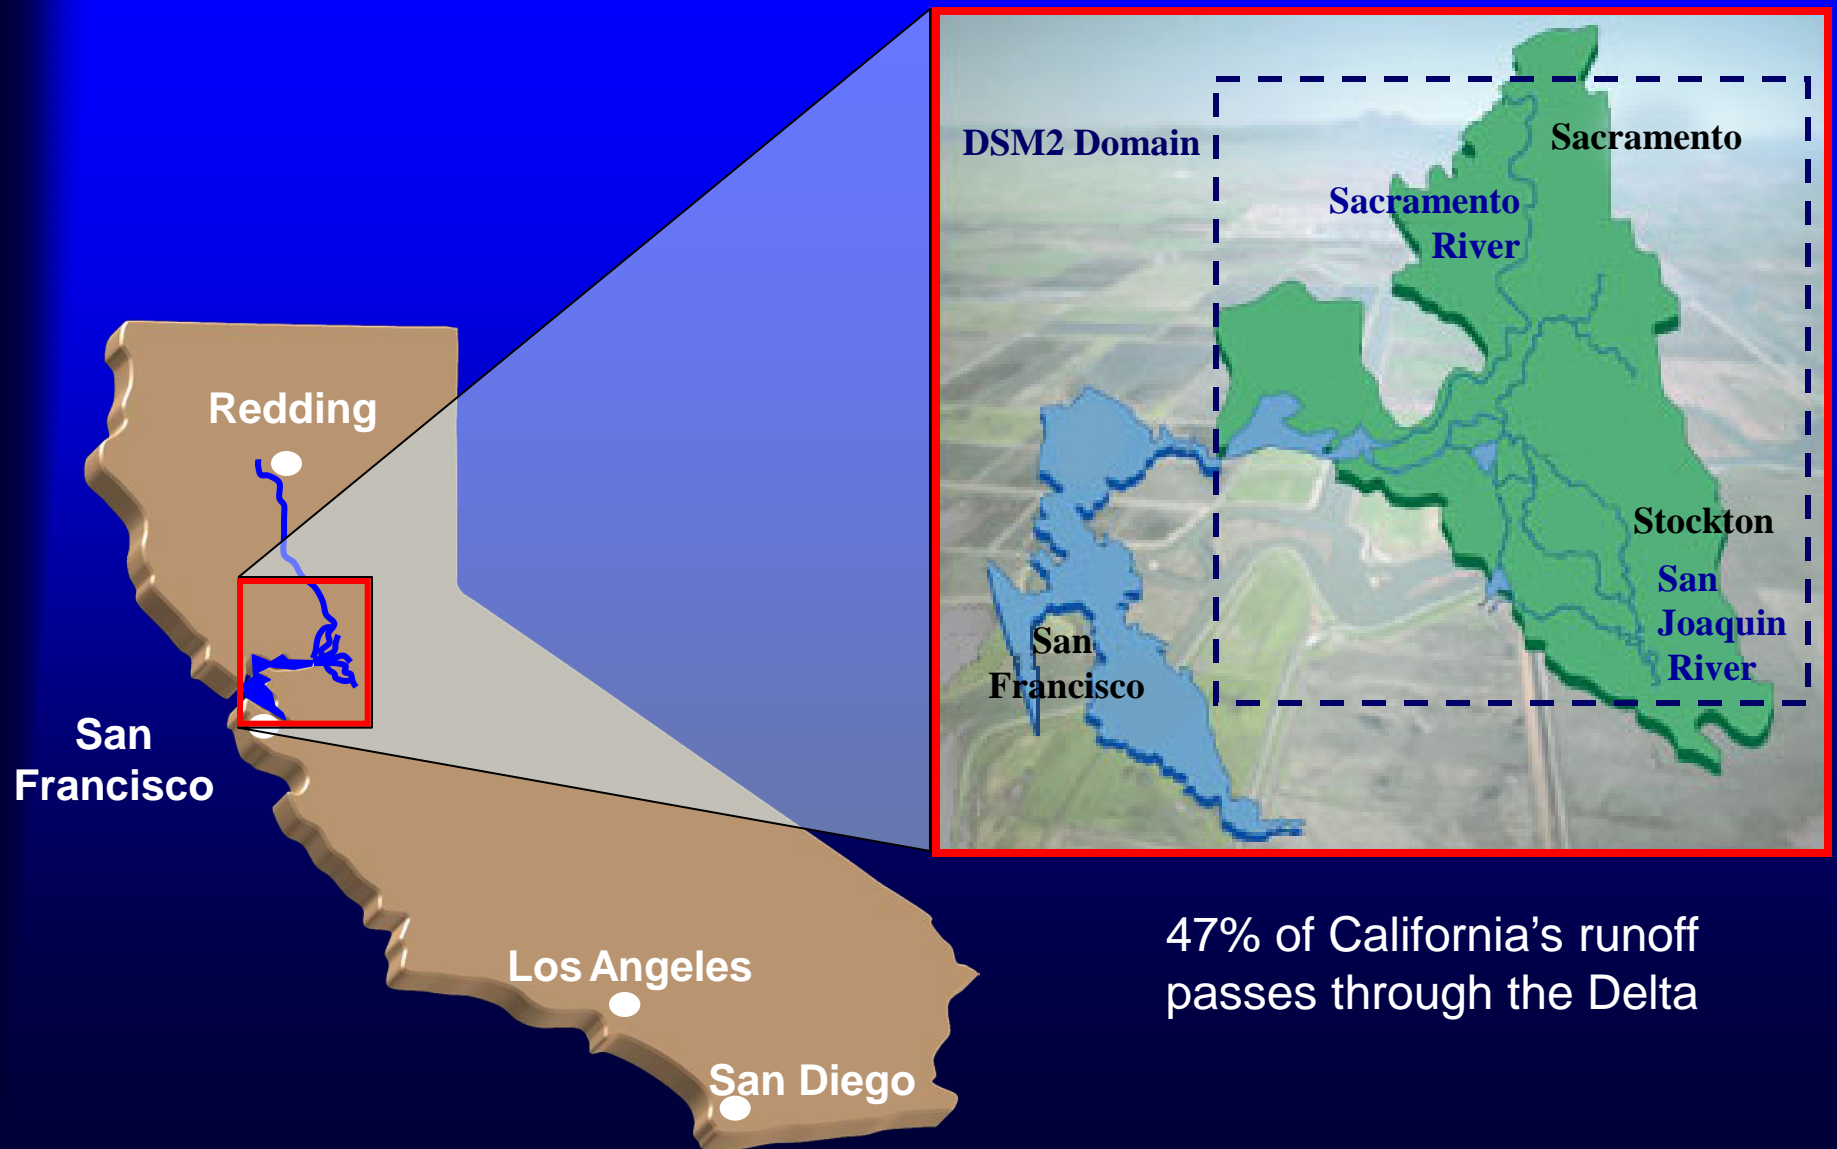 DSM2 Domain
Sacramento
Sacramento
River
Stockton
San
Joaquin
River
San
Francisco
Redding
San
Francisco
Los Angeles
San Diego
47% of California’s runoff
passes through the Delta